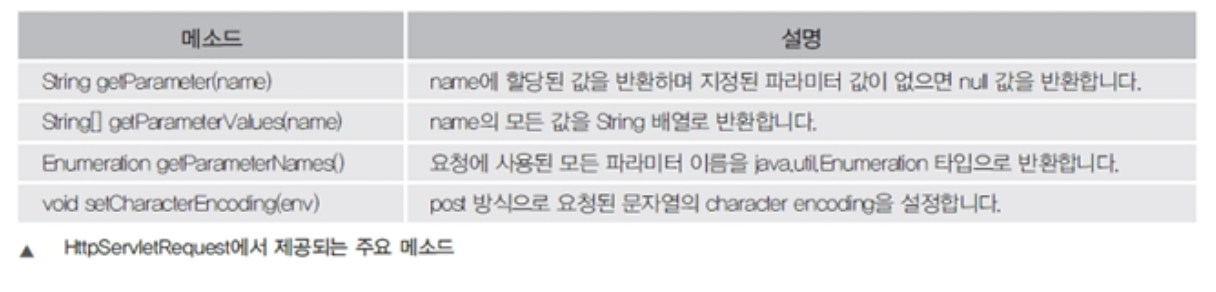 메소드 설명
String getParameter(name) name에 할당된 값을 반환하며 지정된 파라미터 값이 없으면 null 값을 반환합니다.
String[] getParameterValues(name) name의 모든 값을 String 배열로 반환합니다.
Enumeration getParameterNames() 요청에 사용된 모든 파라미터 이름을 java.util.Enumeration 타입으로 반환합니다.
void setCharacterEncoding(env) post 방식으로 요청된 문자열의 character encoding을 설정합니다.
▲ HttpServletRequest에서 제공되는 주요 메소드